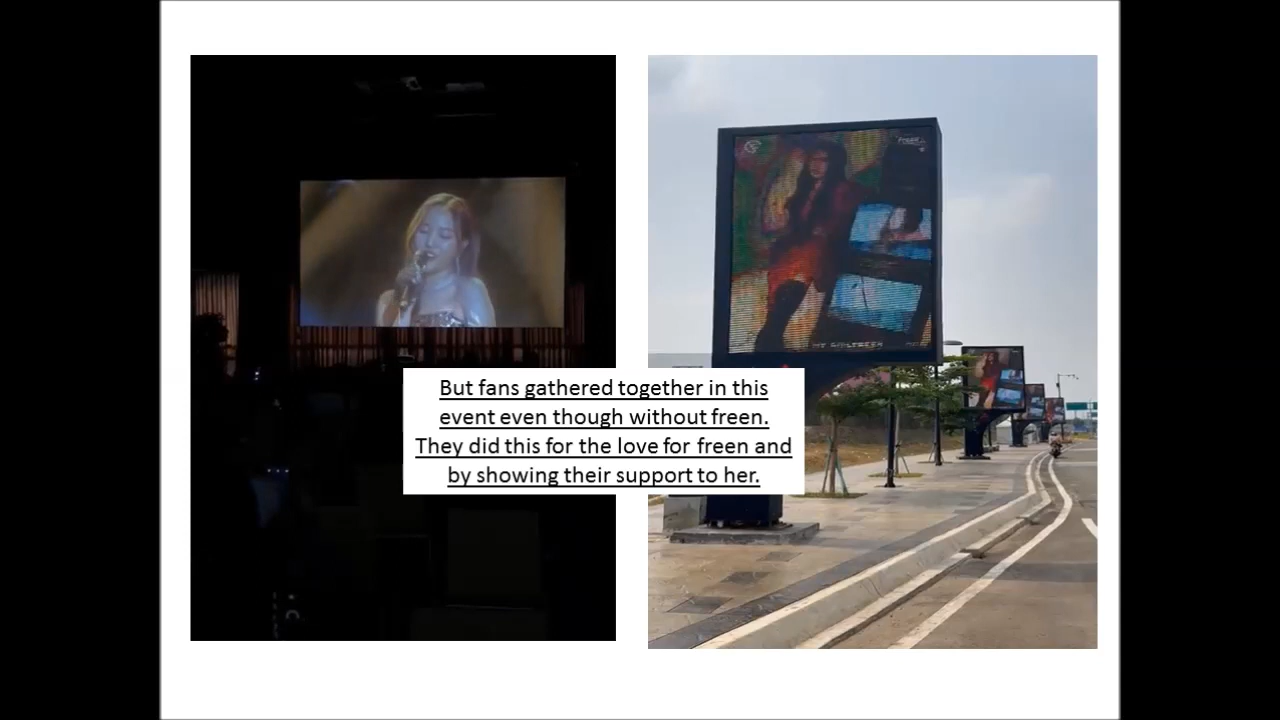 But fans gathered together in this
event even though without freen.
They did this for the love for freen and
by showing their support to her.